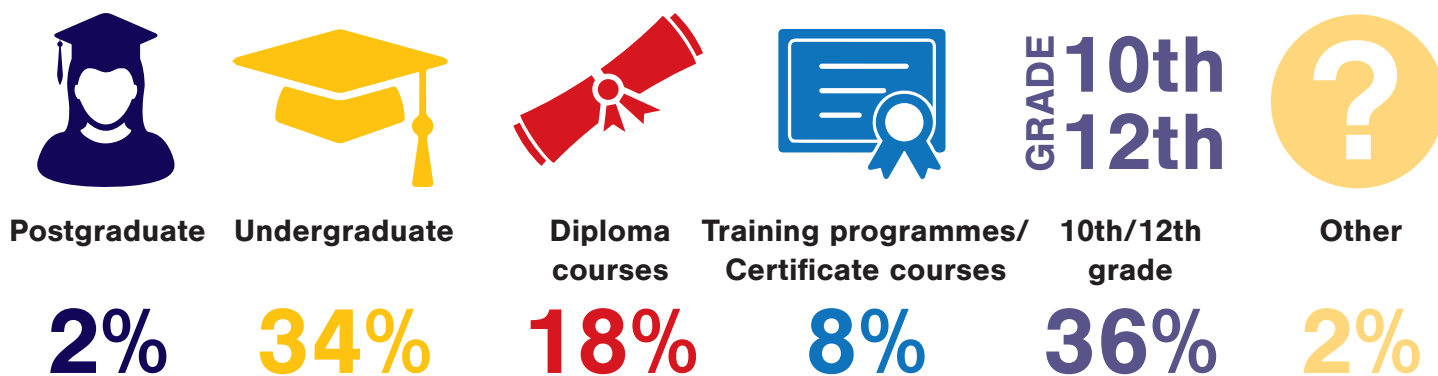 GRADE
10th
12th
?
Postgraduate
Undergraduate
Diploma
courses
Training programmes/
Certificate courses
10th/12th
grade
Other
2%
34%
18%
8%
36%
2%